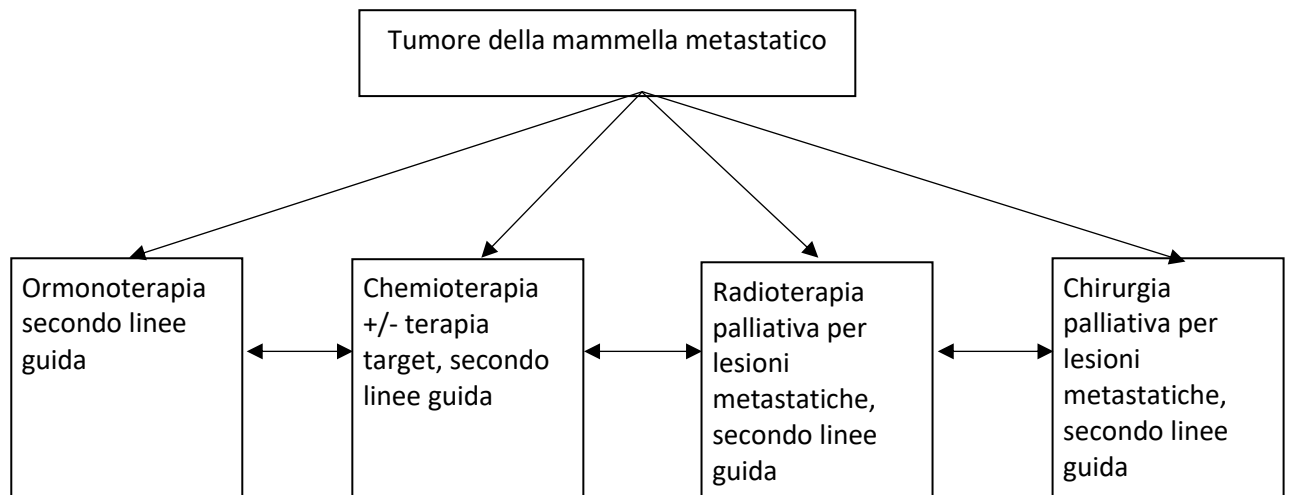 Tumore della mammella metastatico
Ormonoterapia
secondo linee
guida
Chemioterapia
+/- terapia
target, secondo
linee guida
Radioterapia
palliativa per
lesioni
metastatiche,
secondo linee
guida
Chirurgia
palliativa per
lesioni
metastatiche,
secondo linee
guida